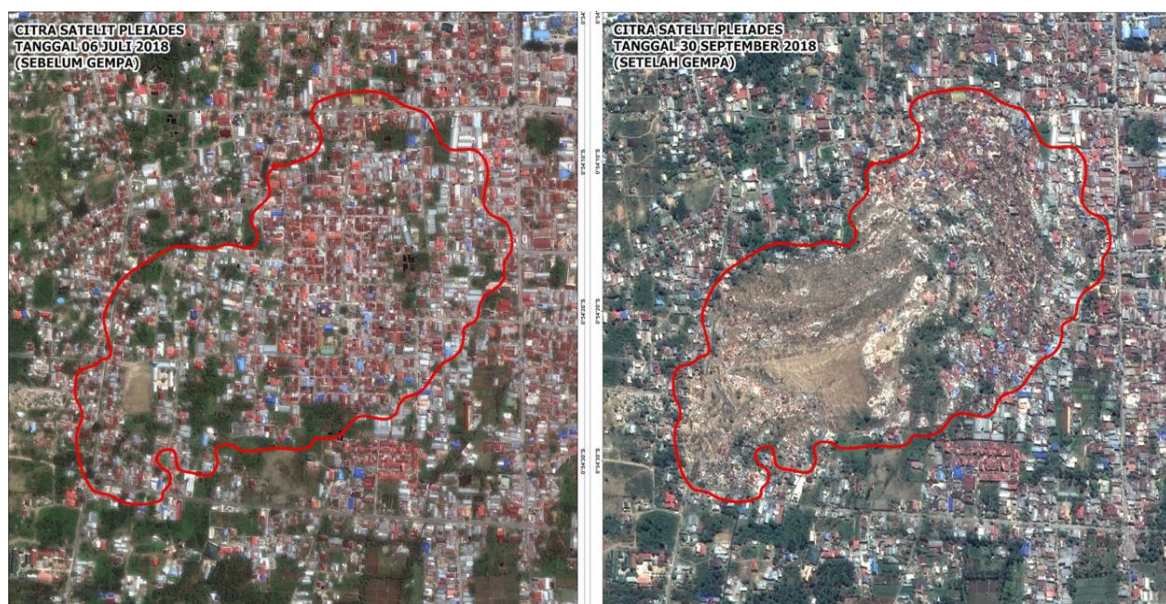 CITRA SATELIT PLEIADES
TANGGAL 06 JULI 2018
(SEBELUM GEMPA)
CITRA SATELIT PLEIADES
TANGGAL 30 SEPTEMBER 2018
(SETELAH GEMPA)